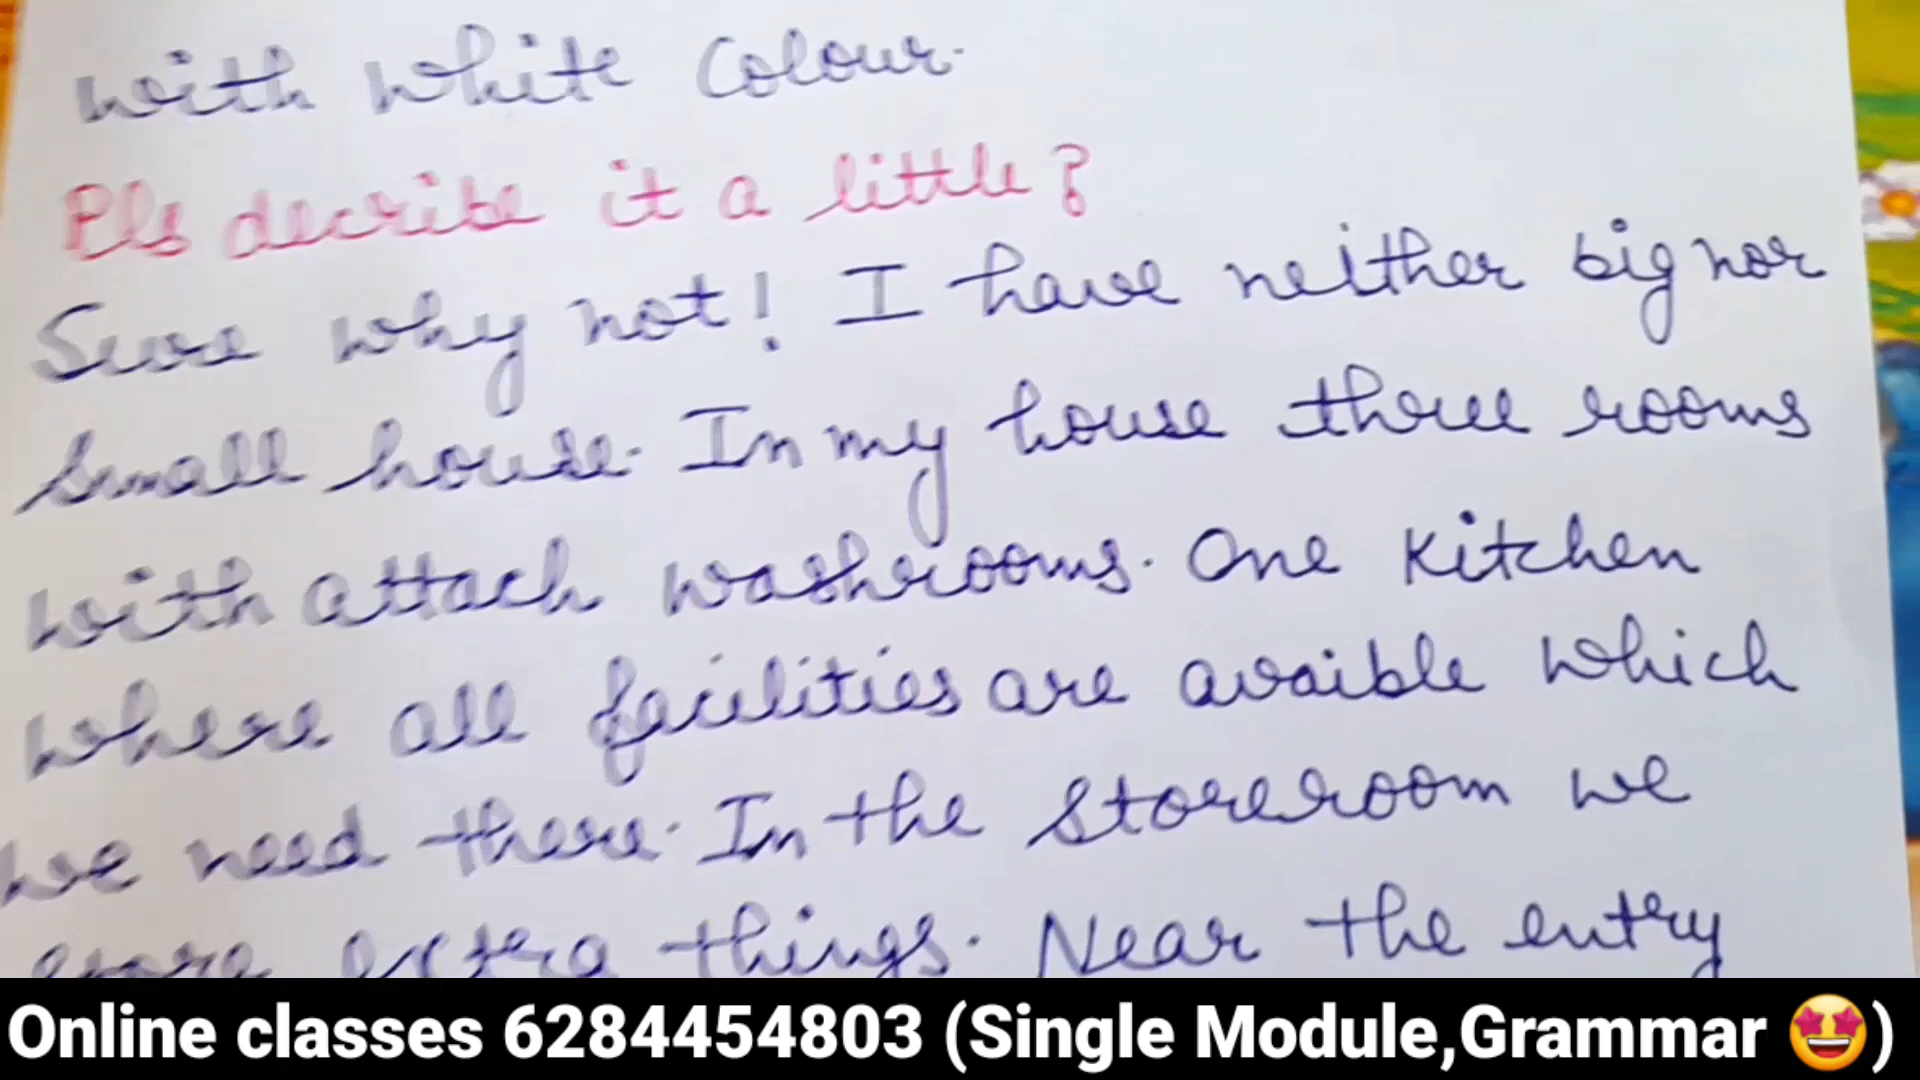 with white Colour.
Pls decribe it a little?
Sure why not! I have neither big nor
small house. In my house three rooms
with attach washrooms. One kitchen
where all facilities are avaible which
we need there. In the storeroom we
store extra things. Near the entry
Online classes 6284454803 (Single Module,Grammar 🤩)